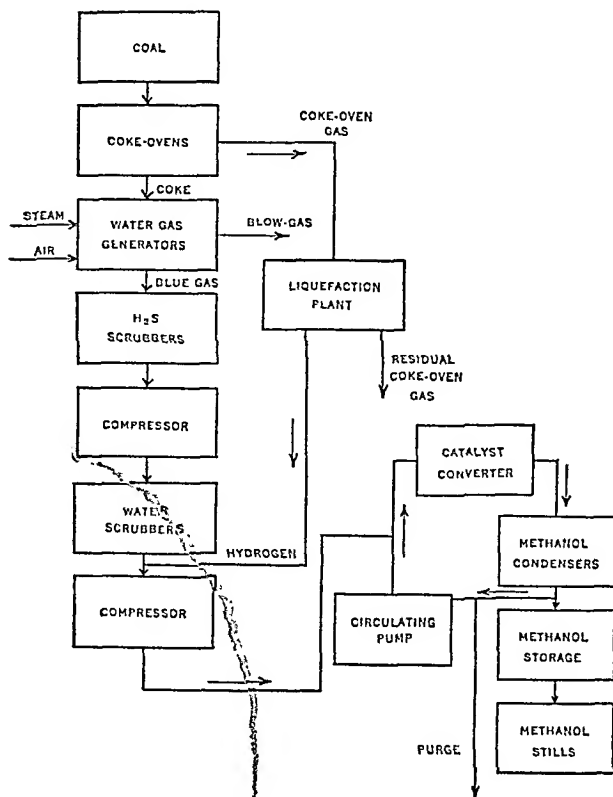 COAL
COKE-OVENS
COKE-OVEN
GAS
COKE
STEAM
AIR
WATER GAS
GENERATORS
BLOW-GAS
BLUE GAS
LIQUEFACTION
PLANT
H₂S
SCRUBBERS
RESIDUAL
COKE-OVEN
GAS
COMPRESSOR
CATALYST
CONVERTER
WATER
SCRUBBERS
HYDROGEN
METHANOL
CONDENSERS
COMPRESSOR
CIRCULATING
PUMP
METHANOL
STORAGE
METHANOL
STILLS
PURGE